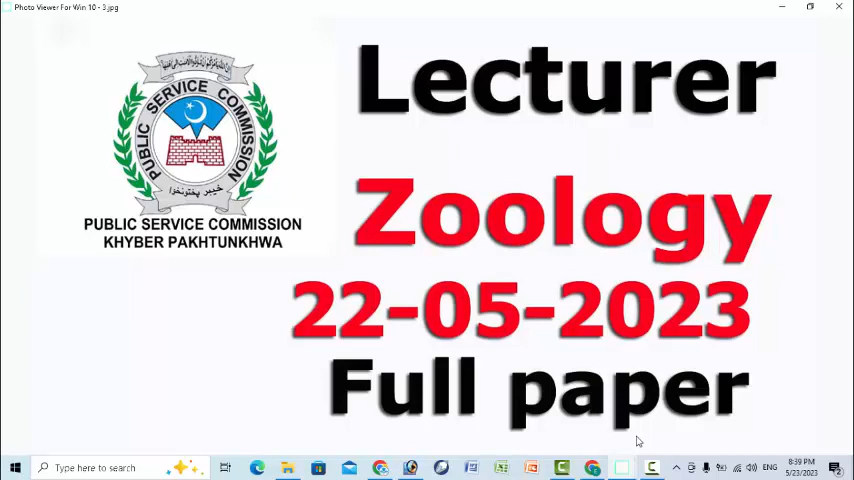 Photo Viewer For Win 10 - 3.jpg
Lecturer
PUBLIC SERVICE COMMISSION
خیبر پختونخوا
PUBLIC SERVICE COMMISSION
KHYBER PAKHTUNKHWA
Zoology
22-05-2023
Full paper
Type here to search
ENG
8:39 PM
5/23/2023
2